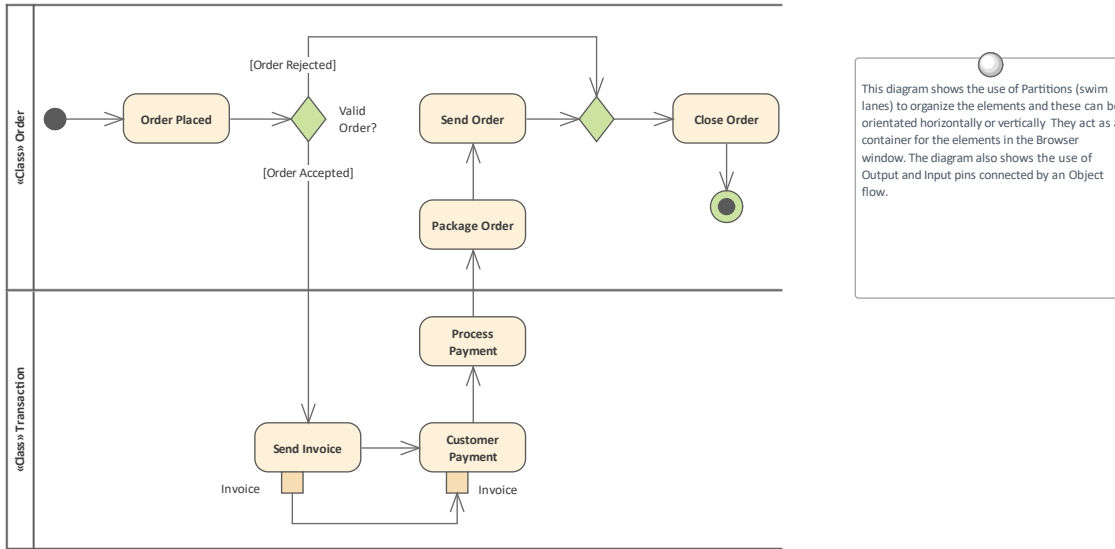 «Class» Order
[Order Rejected]
Order Placed
Valid
Order?
[Order Accepted]
Send Order
Close Order
Package Order
«Class» Transaction
Process
Payment
Send Invoice
Customer
Payment
Invoice
Invoice
This diagram shows the use of Partitions (swim
lanes) to organize the elements and these can be
orientated horizontally or vertically They act as a
container for the elements in the Browser
window. The diagram also shows the use of
Output and Input pins connected by an Object
flow.